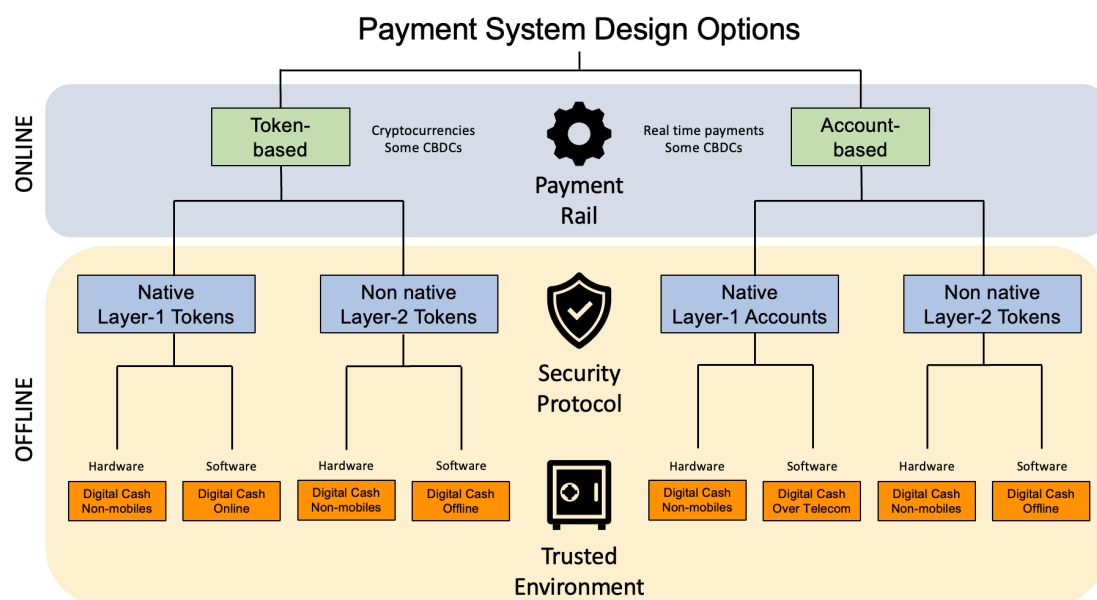 Payment System Design Options
ONLINE
Token-
based
Cryptocurrencies
Some CBDCs
Real time payments
Some CBDCs
Account-
based
Payment
Rail
OFFLINE
Native
Layer-1 Tokens
Non native
Layer-2 Tokens
Native
Layer-1 Accounts
Non native
Layer-2 Tokens
Security
Protocol
Hardware
Software
Hardware
Software
Hardware
Software
Hardware
Software
Digital Cash
Non-mobiles
Digital Cash
Online
Digital Cash
Non-mobiles
Digital Cash
Offline
Digital Cash
Non-mobiles
Digital Cash
Over Telecom
Digital Cash
Non-mobiles
Digital Cash
Offline
Trusted
Environment